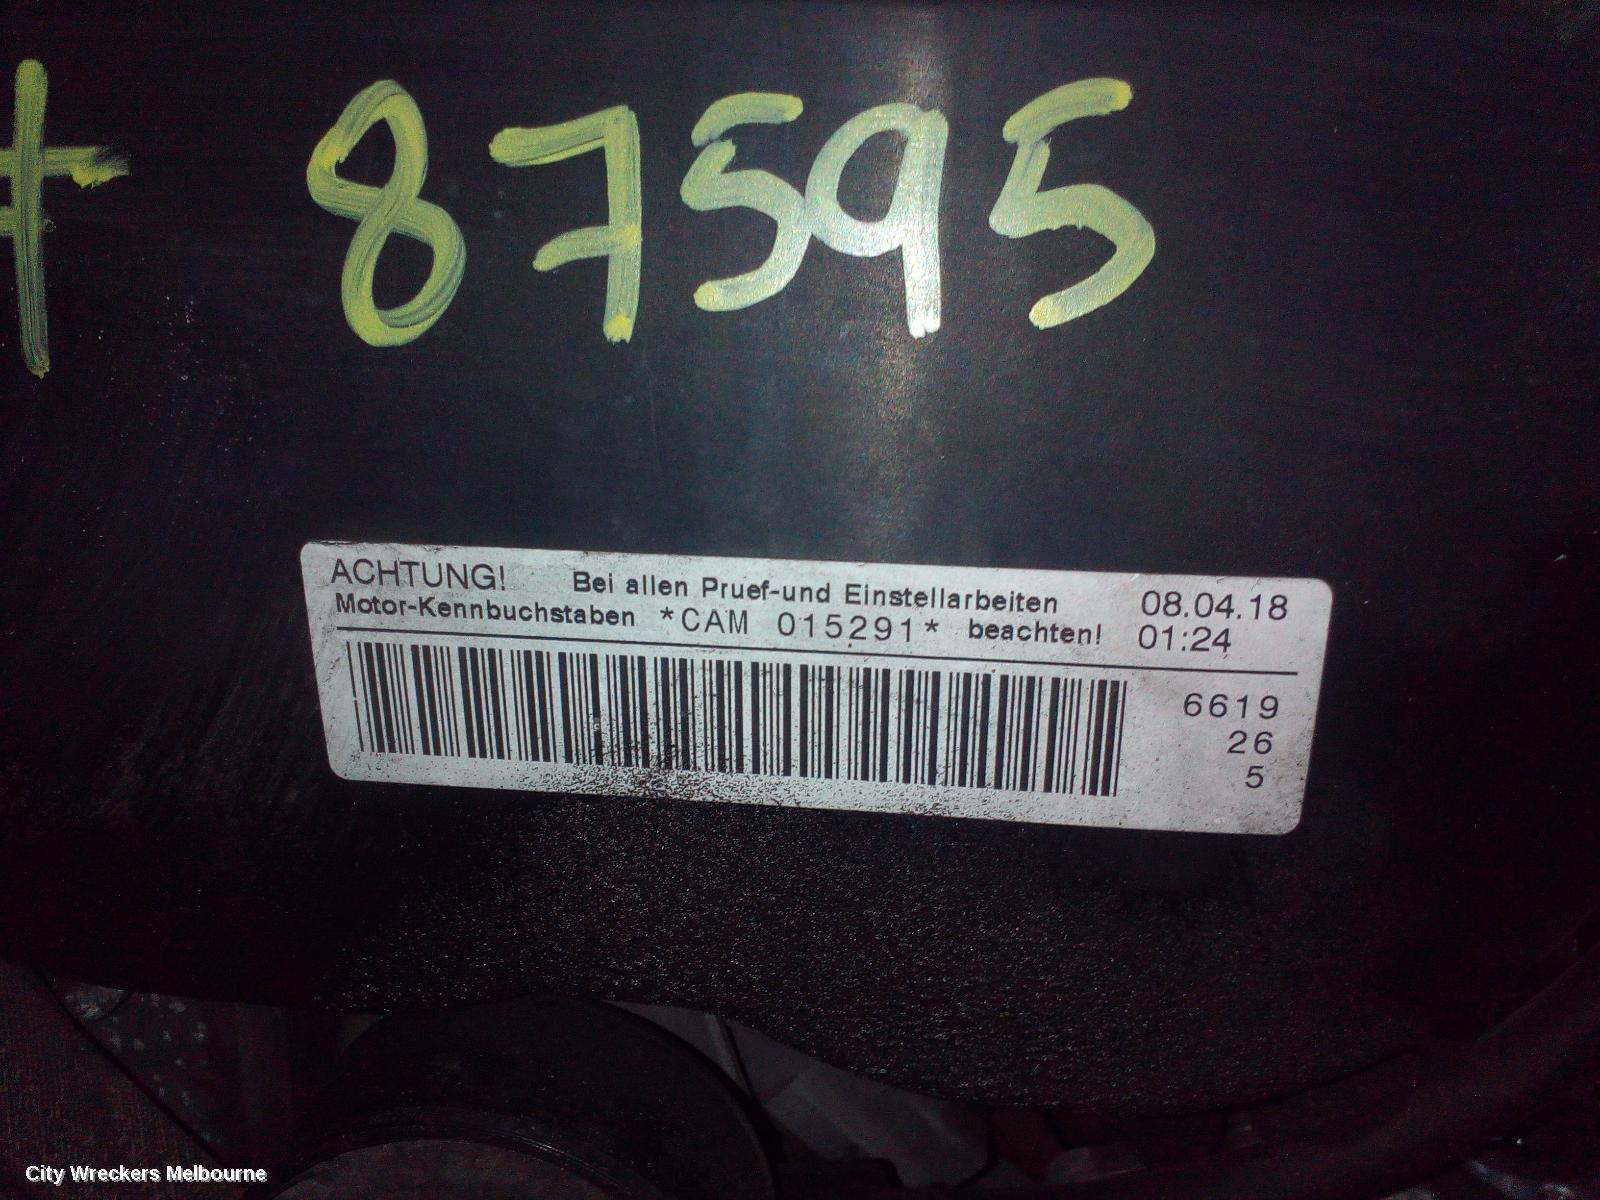 87595
ACHTUNG! Bei allen Pruef-und Einstellarbeiten 08.04.18
Motor-Kennbuchstaben *CAM 015291* beachten! 01:24
6619
26
5
City Wreckers Melbourne